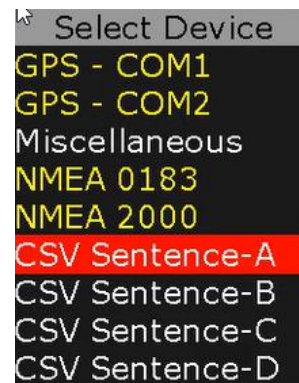 Select Device
GPS - COM1
GPS - COM2
Miscellaneous
NMEA 0183
NMEA 2000
CSV Sentence-A
CSV Sentence-B
CSV Sentence-C
CSV Sentence-D